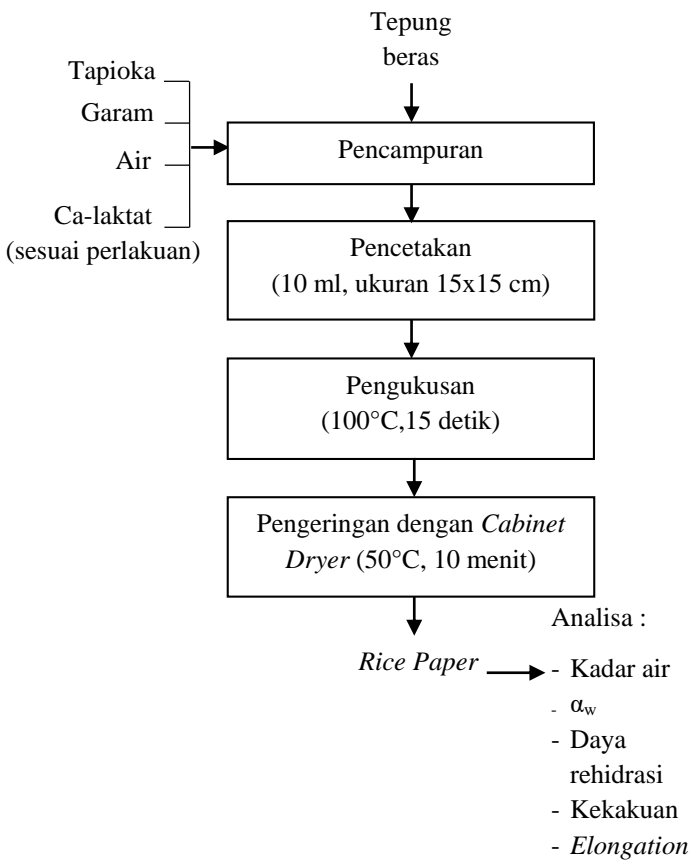 Tepung
beras
Tapioka
Garam
Air
Ca-laktat
(sesuai perlakuan)
Pencampuran
Pencetakan
(10 ml, ukuran 15x15 cm)
Pengukusan
(100°C,15 detik)
Pengeringan dengan Cabinet
Dryer (50°C, 10 menit)
Rice Paper
Analisa :
- Kadar air
- αw
- Daya
rehidrasi
- Kekakuan
- Elongation